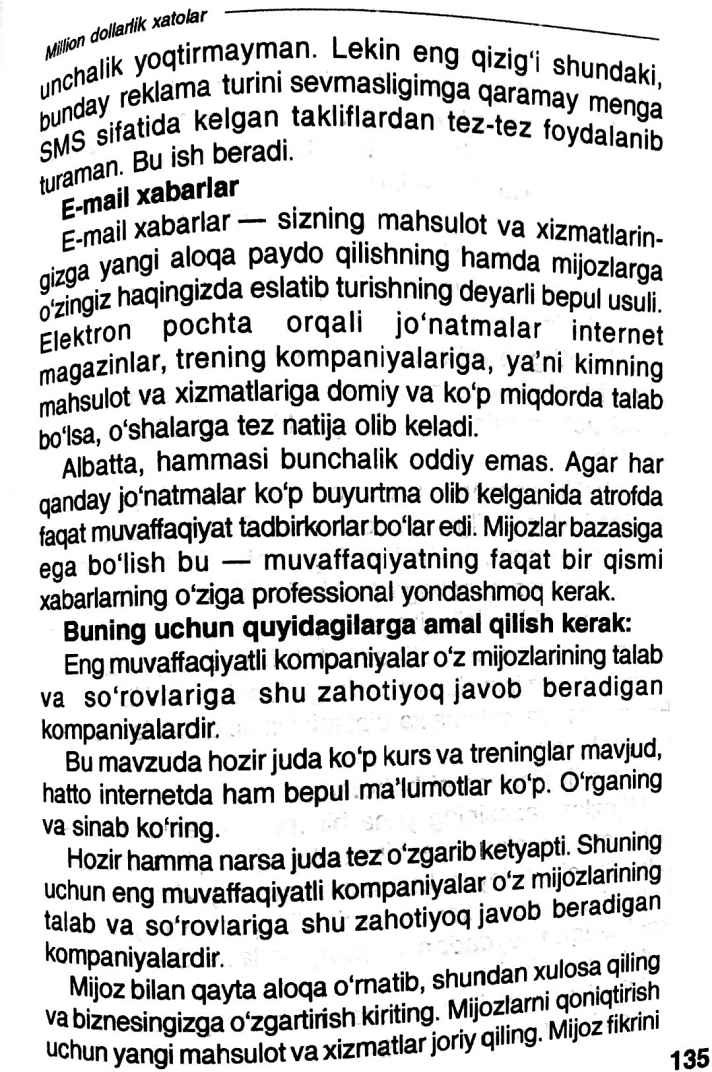 Million dollarlik xatolar
unchalik yoqtirmayman. Lekin eng qizig‘i shundaki,
bunday reklama turini sevmasligimga qaramay menga
SMS sifatida kelgan takliflardan tez-tez foydalanib
turaman. Bu ish beradi.
E-mail xabarlar
E-mail xabarlar — sizning mahsulot va xizmatlarin-
gizga yangi aloqa paydo qilishning hamda mijozlarga
o‘zingiz haqingizda eslatib turishning deyarli bepul usuli.
Elektron pochta orqali jo‘natmalar internet
magazinlar, trening kompaniyalariga, ya’ni kimning
mahsulot va xizmatlariga domiy va ko‘p miqdorda talab
bo‘lsa, o‘shalarga tez natija olib keladi.
Albatta, hammasi bunchalik oddiy emas. Agar har
qanday jo‘natmalar ko‘p buyurtma olib kelganida atrofda
faqat muvaffaqiyat tadbirkorlar bo‘lar edi. Mijozlar bazasiga
ega bo‘lish bu — muvaffaqiyatning faqat bir qismi
xabarlarning o‘ziga professional yondashmoq kerak.
Buning uchun quyidagilarga amal qilish kerak:
Eng muvaffaqiyatli kompaniyalar o‘z mijozlarining talab
va so‘rovlariga shu zahotiyoq javob beradigan
kompaniyalardir.
Bu mavzuda hozir juda ko‘p kurs va treninglar mavjud,
hatto internetda ham bepul ma’lumotlar ko‘p. O‘rganing
va sinab ko‘ring.
Hozir hamma narsa juda tez o‘zgarib ketyapti. Shuning
uchun eng muvaffaqiyatli kompaniyalar o‘z mijozlarining
talab va so‘rovlariga shu zahotiyoq javob beradigan
kompaniyalardir.
Mijoz bilan qayta aloqa o‘rnatib, shundan xulosa qiling
va biznesingizga o‘zgartirish kiriting. Mijozlarni qoniqtirish
uchun yangi mahsulot va xizmatlar joriy qiling. Mijoz fikrini
135